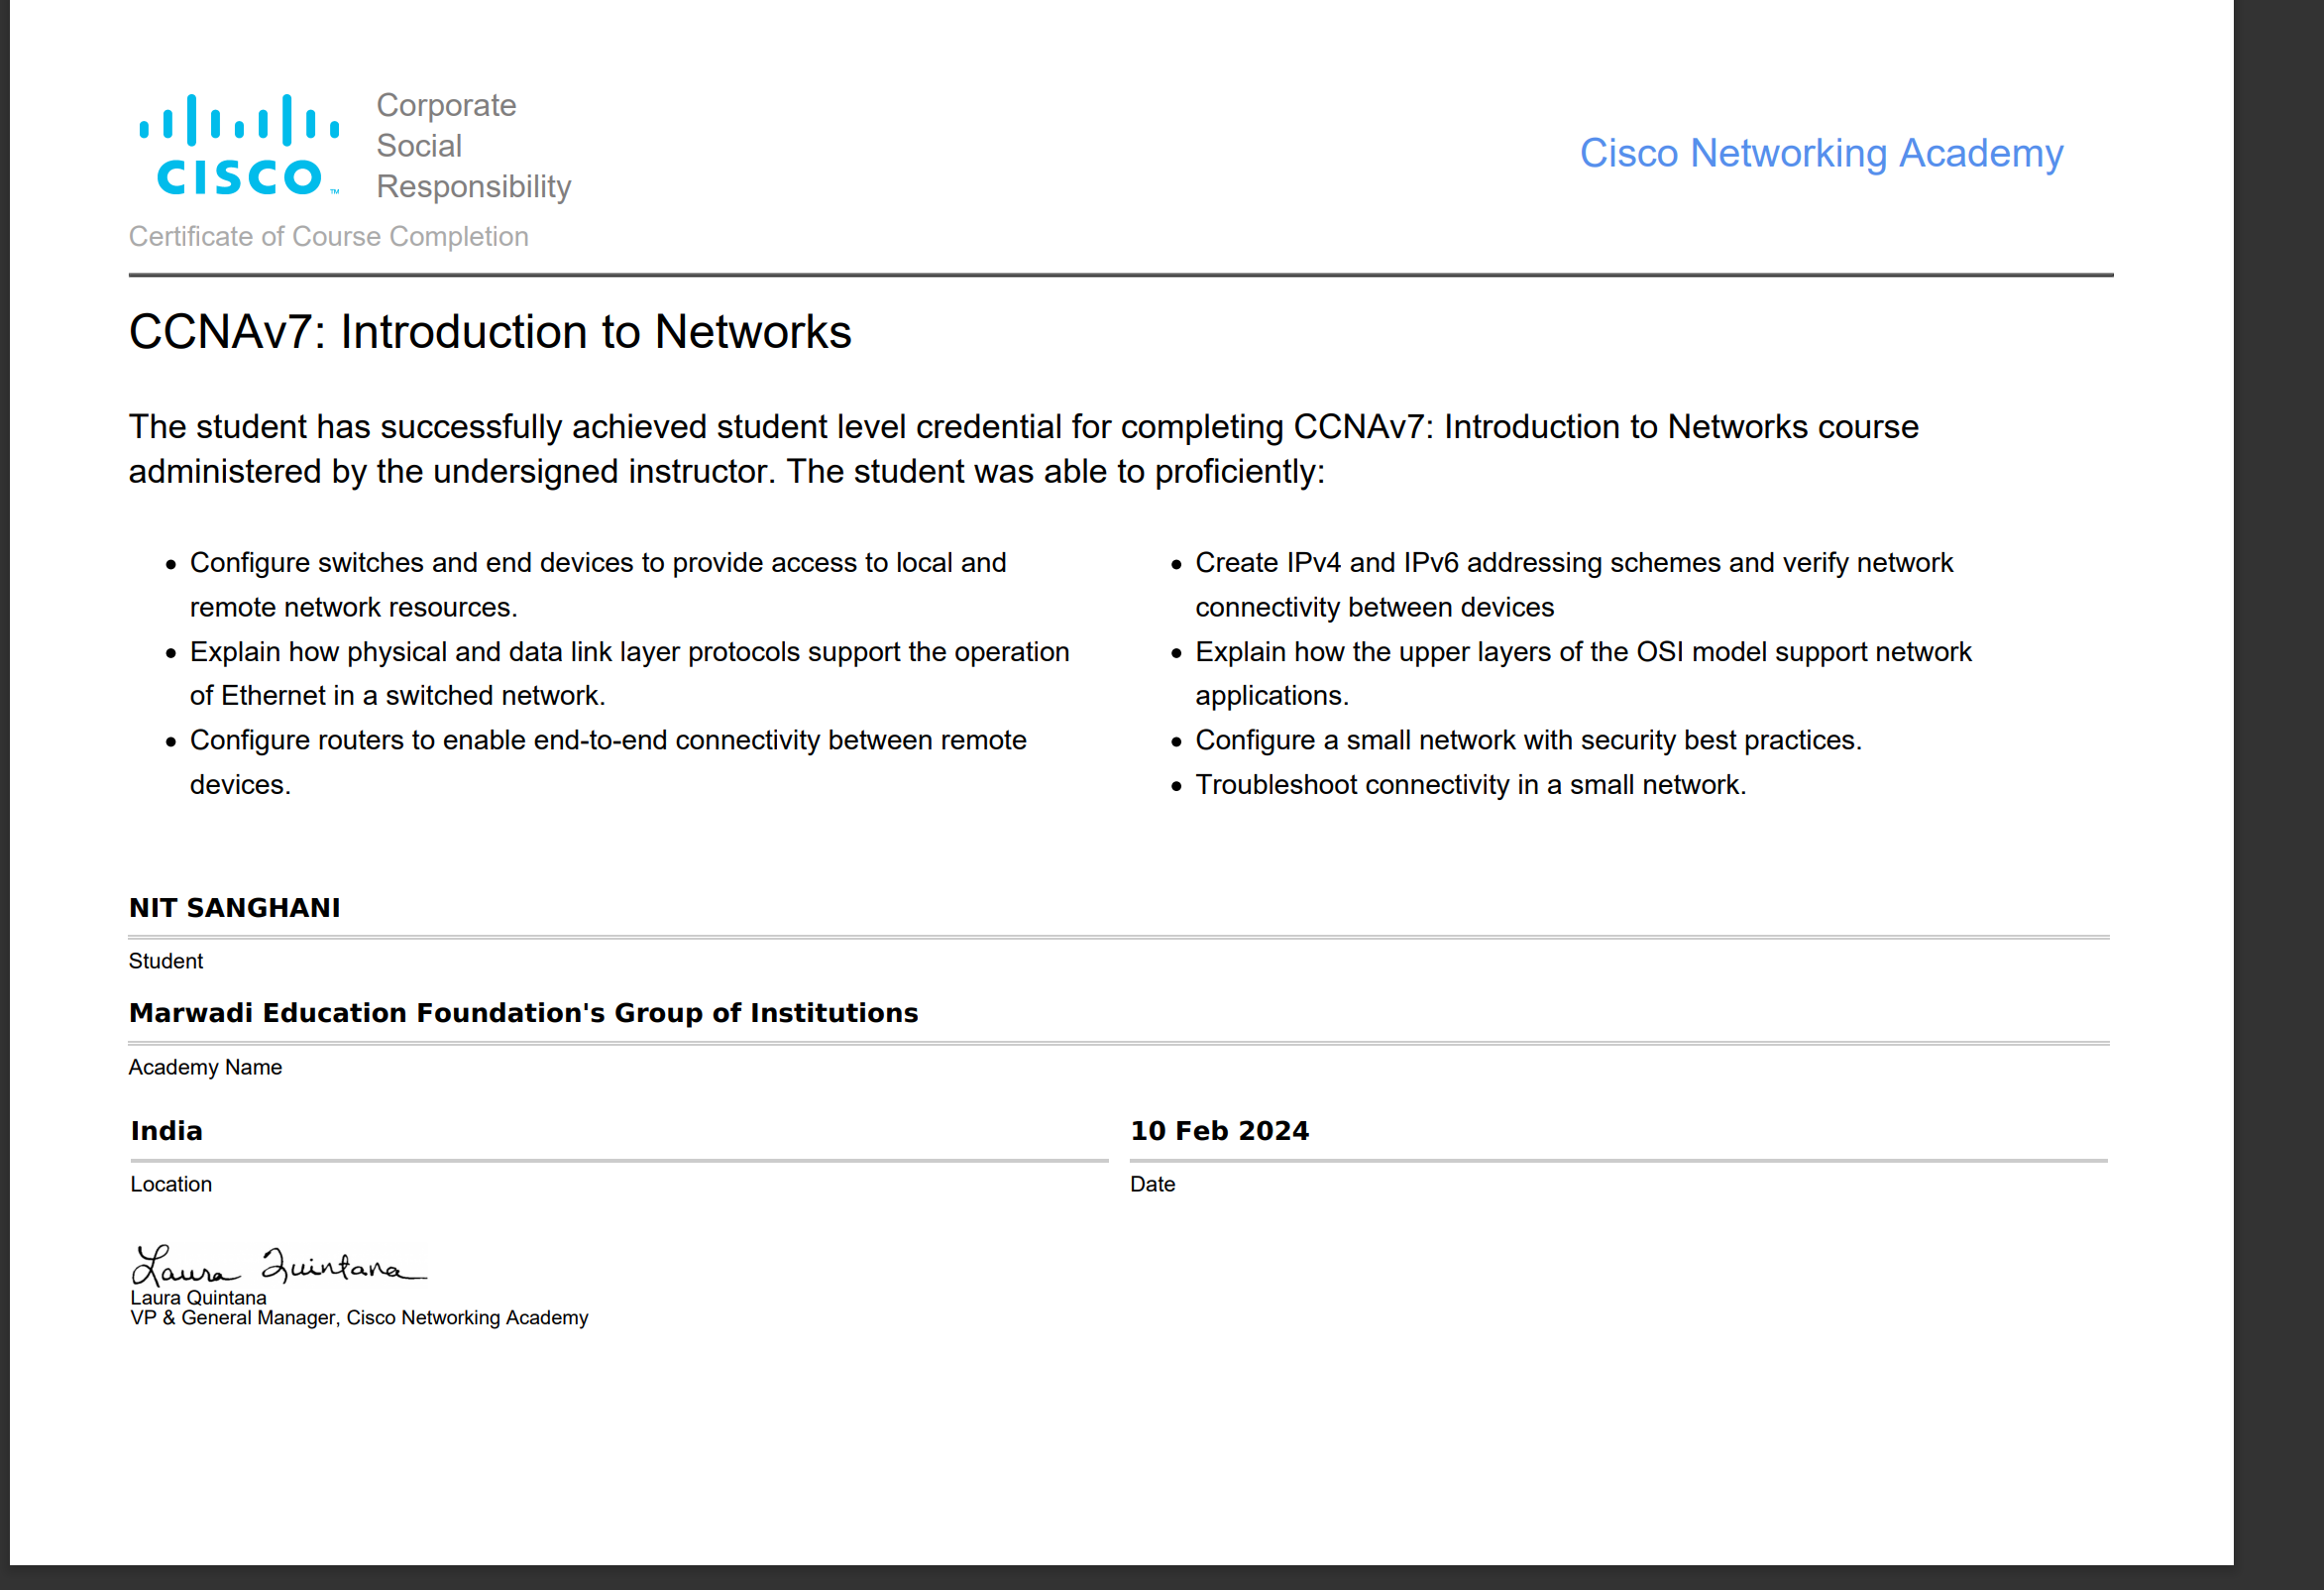 Corporate
Social
Responsibility
CISCO™
Cisco Networking Academy
Certificate of Course Completion
CCNAv7: Introduction to Networks
The student has successfully achieved student level credential for completing CCNAv7: Introduction to Networks course
administered by the undersigned instructor. The student was able to proficiently:
• Configure switches and end devices to provide access to local and
remote network resources.
• Explain how physical and data link layer protocols support the operation
of Ethernet in a switched network.
• Configure routers to enable end-to-end connectivity between remote
devices.
• Create IPv4 and IPv6 addressing schemes and verify network
connectivity between devices
• Explain how the upper layers of the OSI model support network
applications.
• Configure a small network with security best practices.
• Troubleshoot connectivity in a small network.
NIT SANGHANI
Student
Marwadi Education Foundation's Group of Institutions
Academy Name
India
Location
10 Feb 2024
Date
Laura Quintana
Laura Quintana
VP & General Manager, Cisco Networking Academy